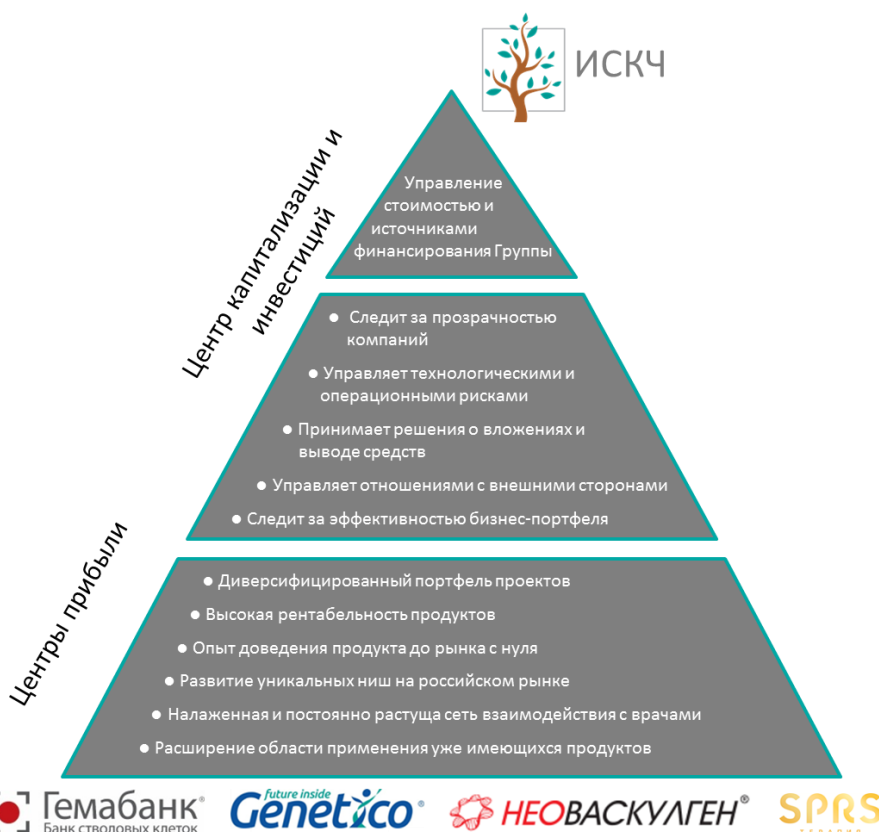 ИСКЧ
Центр капитализации и
инвестиций
Управление
стоимостью и
источниками
финансирования Группы
● Следит за прозрачностью
компаний
● Управляет технологическими и
операционными рисками
● Принимает решения о вложениях и
выводе средств
● Управляет отношениями с внешними сторонами
● Следит за эффективностью бизнес-портфеля
Центры прибыли
● Диверсифицированный портфель проектов
● Высокая рентабельность продуктов
● Опыт доведения продукта до рынка с нуля
● Развитие уникальных ниш на российском рынке
● Налаженная и постоянно растуща сеть взаимодействия с врачами
● Расширение области применения уже имеющихся продуктов
Гемабанк®
Банк стволовых клеток
future inside
Genetico®
НЕОВАСКУЛГЕН®
SPRS